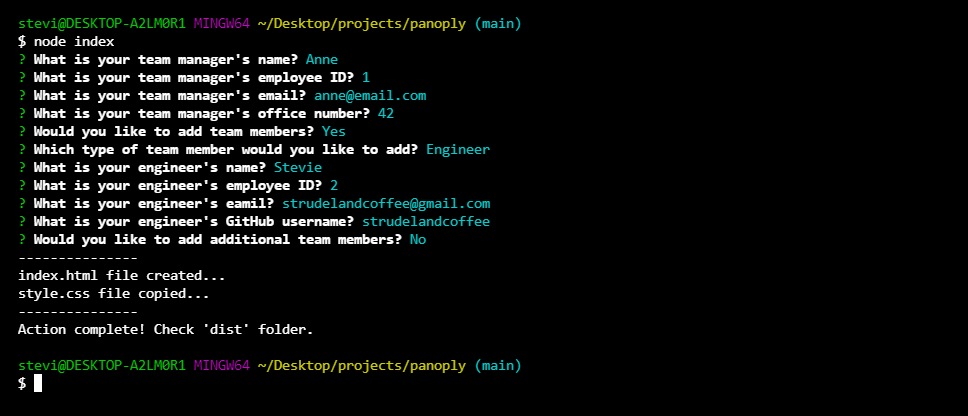 stevi@DESKTOP-A2LM0R1 MINGW64 ~/Desktop/projects/panoply (main)
$ node index
? What is your team manager's name? Anne
? What is your team manager's employee ID? 1
? What is your team manager's email? anne@email.com
? What is your team manager's office number? 42
? Would you like to add team members? Yes
? Which type of team member would you like to add? Engineer
? What is your engineer's name? Stevie
? What is your engineer's employee ID? 2
? What is your engineer's eamil? strudelandcoffee@gmail.com
? What is your engineer's GitHub username? strudelandcoffee
? Would you like to add additional team members? No
---------------
index.html file created...
style.css file copied...
---------------
Action complete! Check 'dist' folder.
stevi@DESKTOP-A2LM0R1 MINGW64 ~/Desktop/projects/panoply (main)
$